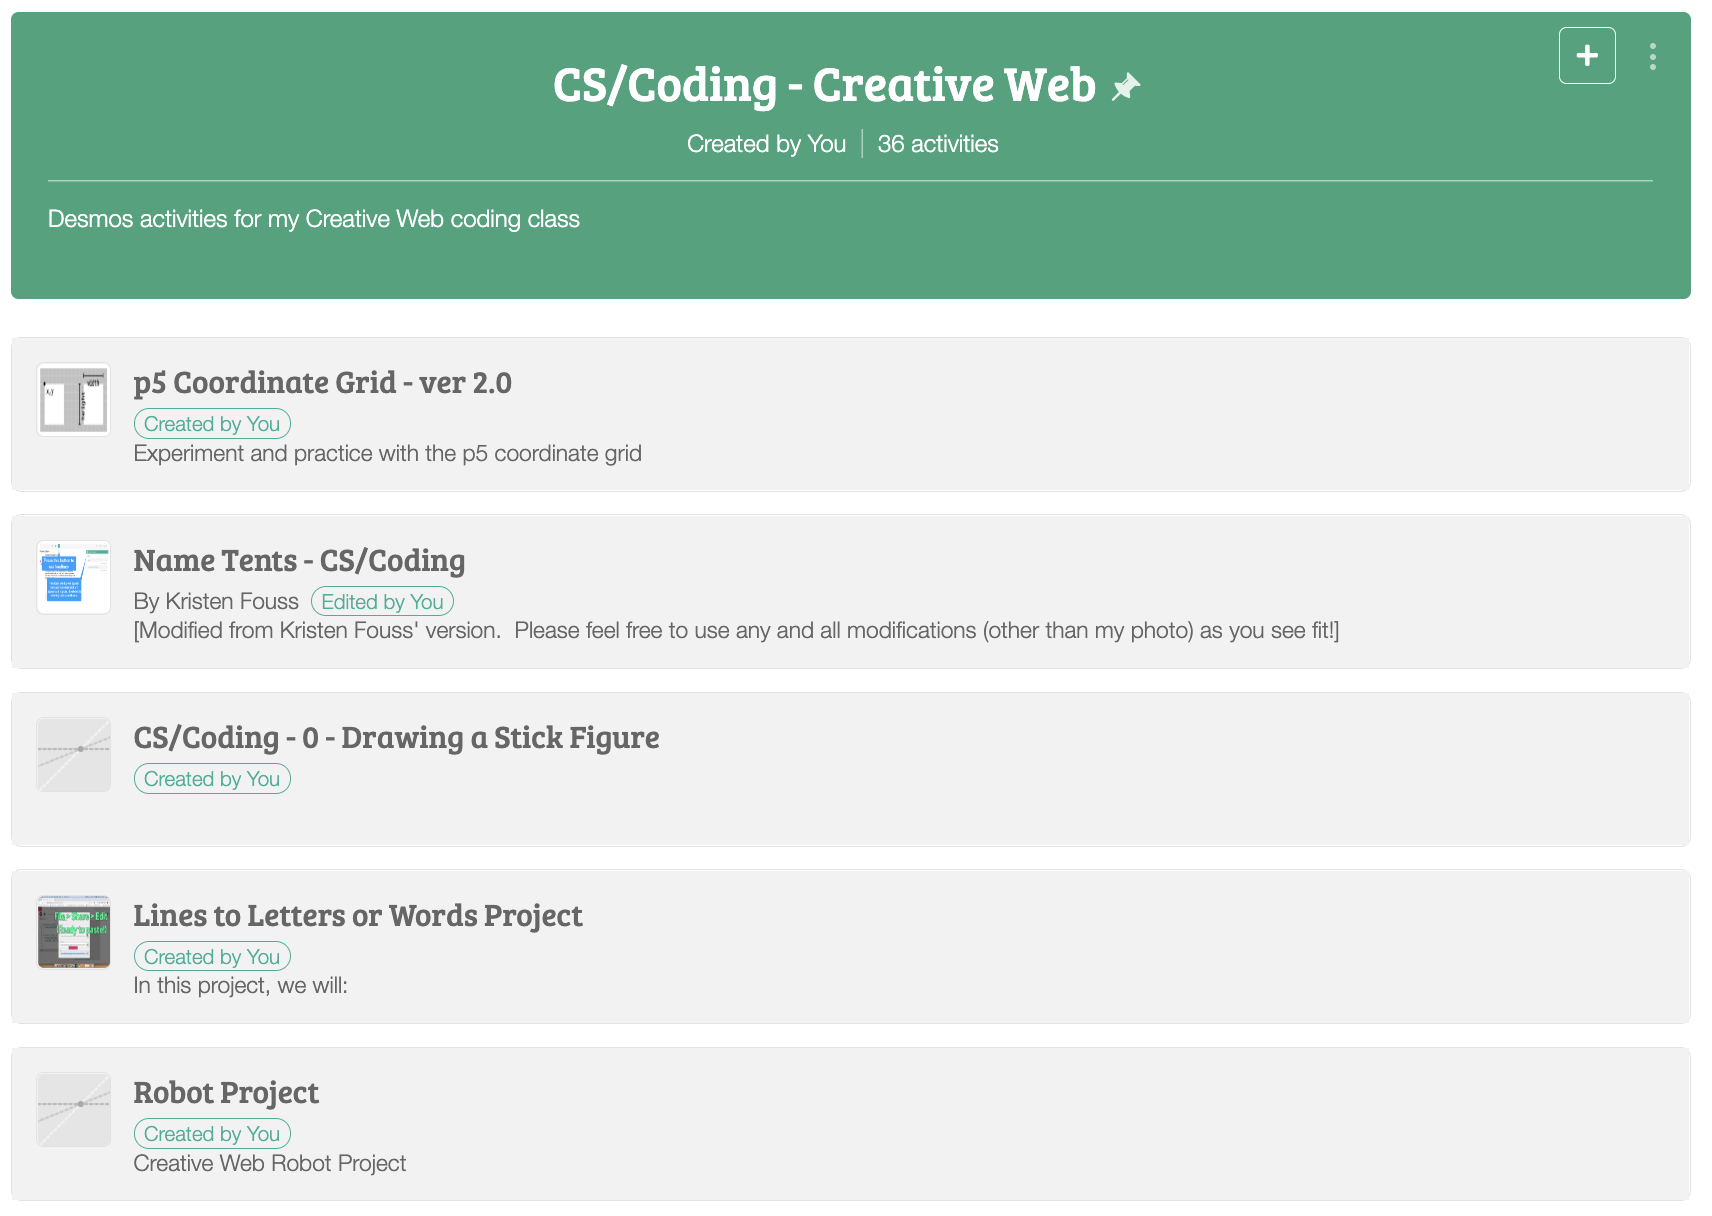 CS/Coding - Creative Web
Created by You | 36 activities
Desmos activities for my Creative Web coding class
p5 Coordinate Grid - ver 2.0
Created by You
Experiment and practice with the p5 coordinate grid
Name Tents - CS/Coding
By Kristen Fouss Edited by You
[Modified from Kristen Fouss' version.  Please feel free to use any and all modifications (other than my photo) as you see fit!]
CS/Coding - 0 - Drawing a Stick Figure
Created by You
Lines to Letters or Words Project
Created by You
In this project, we will:
Robot Project
Created by You
Creative Web Robot Project